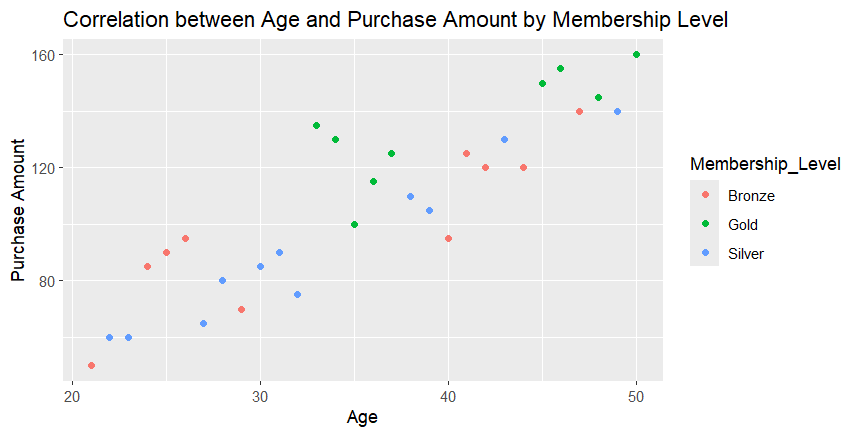 Correlation between Age and Purchase Amount by Membership Level
Purchase Amount
160
120
80
20 30 40 50
Age
Membership_Level
Bronze
Gold
Silver